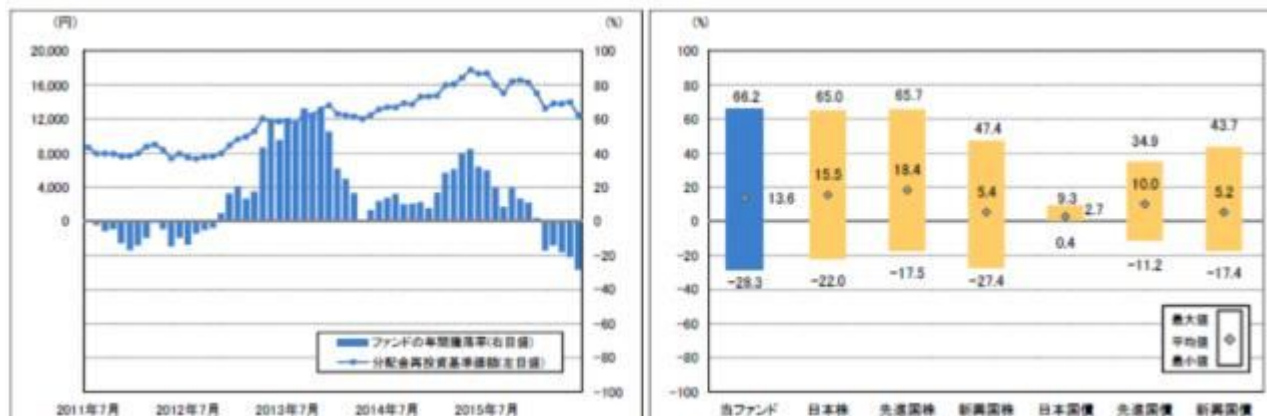 (円) (%)
20,000 100
16,000 80
60
12,000
8,000 40
4,000 20
0 0
-20
-40
-60
ファンドの年間騰落率(右目盛)
分配金再投資基準価額(左目盛)
-80
-100
2011年7月 2012年7月 2013年7月 2014年7月 2015年7月
(%)
100
80
66.2 65.0 65.7
60
47.4 43.7
40 34.9
20
13.6 15.5 18.4 5.4 9.3 2.7 10.0 5.2
0
0.4
-20
-28.3 -22.0 -17.5 -27.4 -11.2 -17.4
-40
-60
最大値
平均値
最小値
-80
-100
当ファンド 日本株 先進国株 新興国株 日本国債 先進国債 新興国債